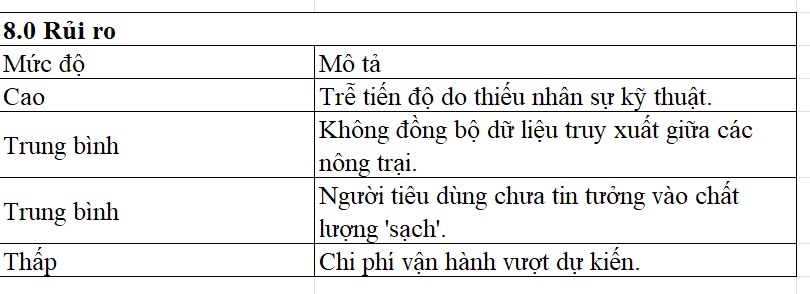 8.0 Rủi ro
Mức độ Mô tả
Cao Trễ tiến độ do thiếu nhân sự kỹ thuật.
Trung bình Không đồng bộ dữ liệu truy xuất giữa các
nông trại.
Trung bình Người tiêu dùng chưa tin tưởng vào chất
lượng 'sạch'.
Thấp Chi phí vận hành vượt dự kiến.